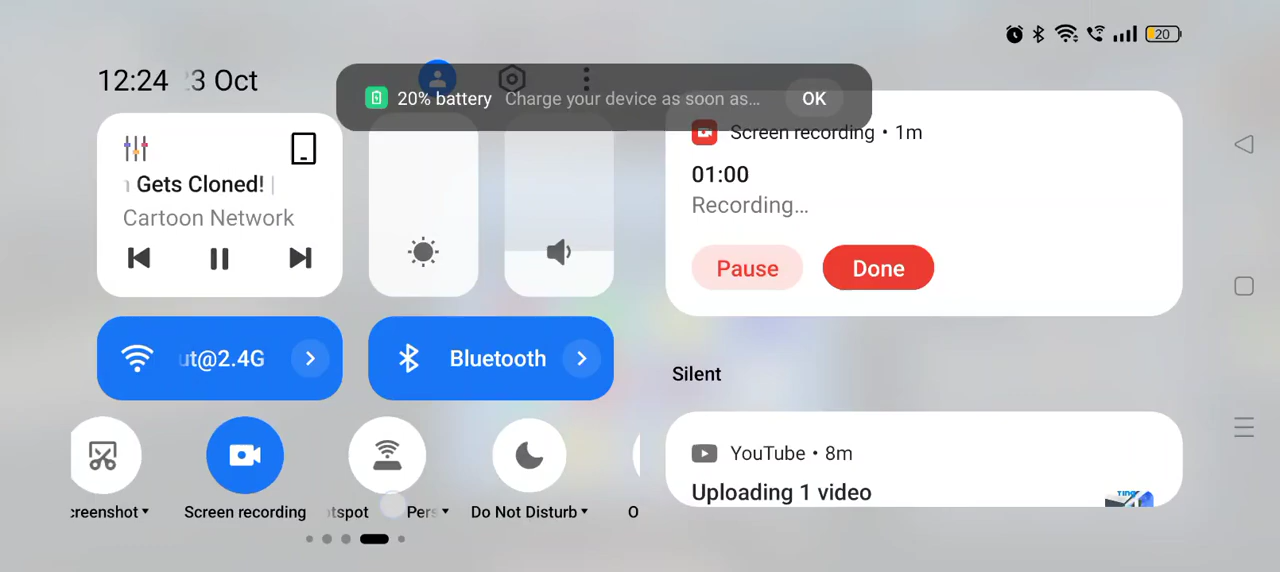 20
12:24 3 Oct
20% battery Charge your device as soon as… OK
Gets Cloned! |
Cartoon Network
ut@2.4G
Bluetooth
creenshot
Screen recording
tspot Pers
Do Not Disturb
O
Screen recording • 1m
01:00
Recording…
Pause Done
Silent
YouTube • 8m
Uploading 1 video
TING